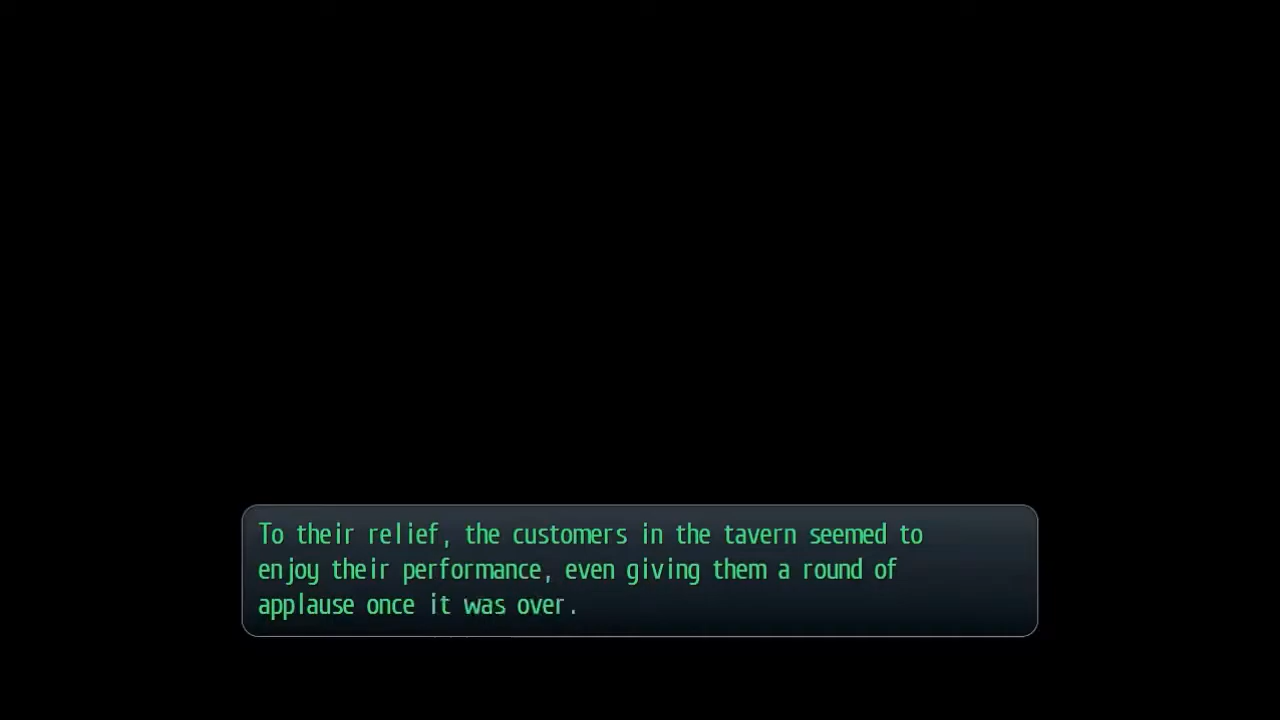 To their relief, the customers in the tavern seemed to
enjoy their performance, even giving them a round of
applause once it was over.